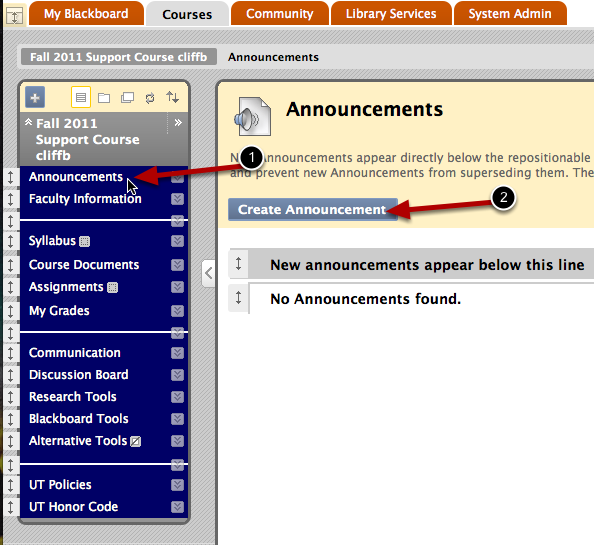 My Blackboard Courses Community Library Services System Admin
Fall 2011 Support Course cliffb Announcements
Fall 2011
Support Course
cliffb
Announcements
Faculty Information
Syllabus
Course Documents
Assignments
My Grades
Communication
Discussion Board
Research Tools
Blackboard Tools
Alternative Tools
UT Policies
UT Honor Code
1
Announcements
Announcements appear directly below the repositionable
and prevent new Announcements from superseding them. The
2
Create Announcement
New announcements appear below this line
No Announcements found.